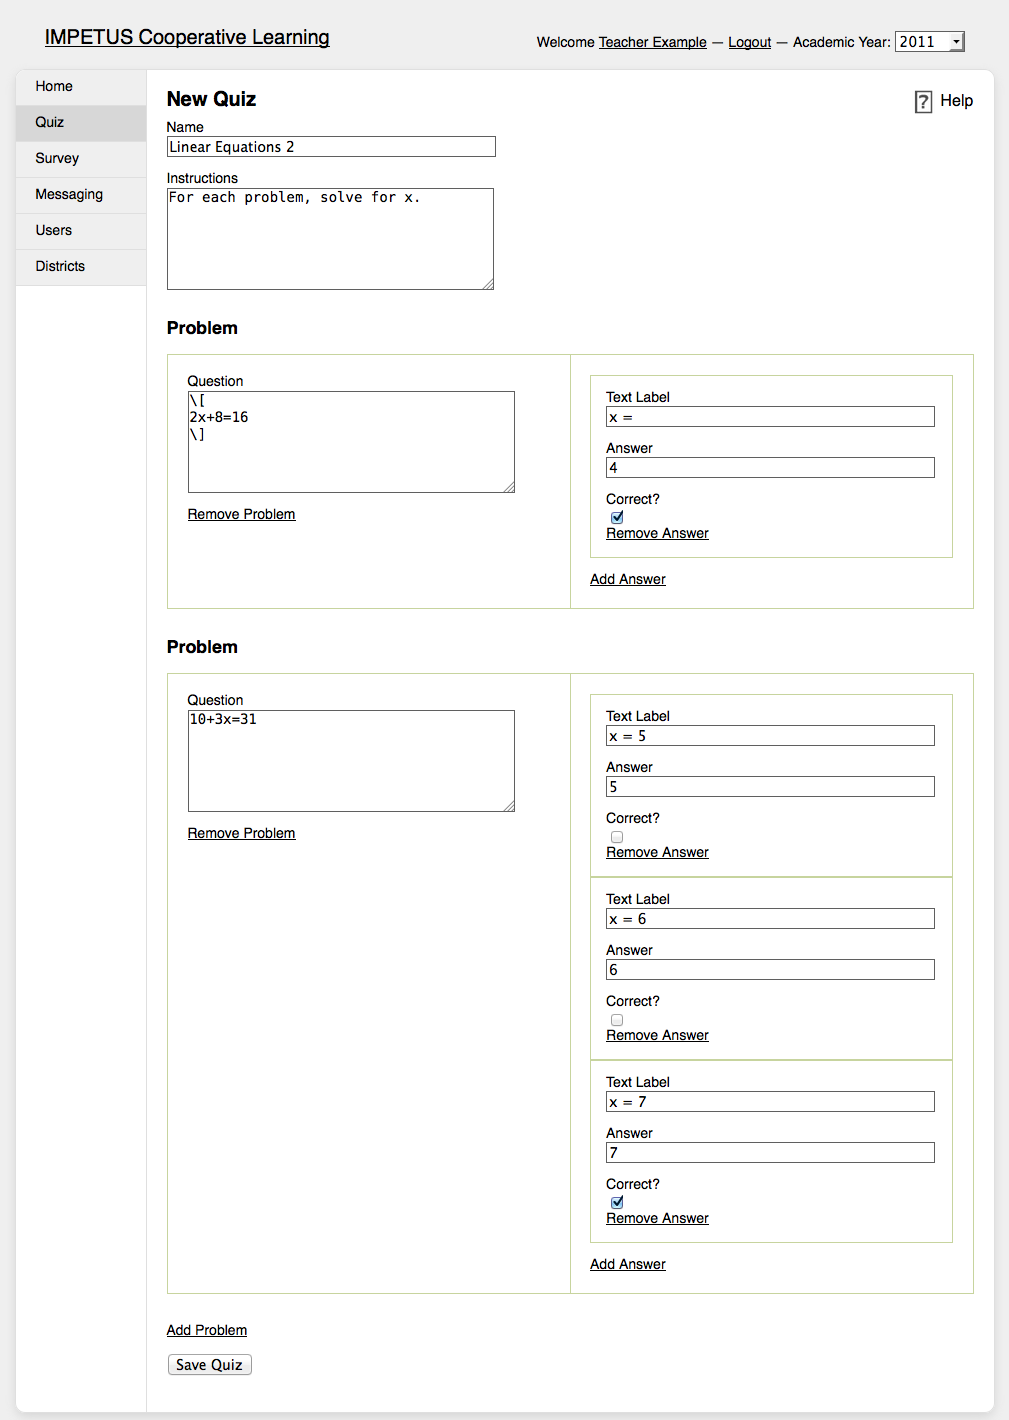 IMPETUS Cooperative Learning
Welcome Teacher Example — Logout — Academic Year: 2011
Home
Quiz
Survey
Messaging
Users
Districts
New Quiz
? Help
Name
Linear Equations 2
Instructions
For each problem, solve for x.
Problem
Question
\[
2x+8=16
\]
Remove Problem
Text Label
x =
Answer
4
Correct?
Remove Answer
Add Answer
Problem
Question
10+3x=31
Remove Problem
Text Label
x = 5
Answer
5
Correct?
Remove Answer
Text Label
x = 6
Answer
6
Correct?
Remove Answer
Text Label
x = 7
Answer
7
Correct?
Remove Answer
Add Answer
Add Problem
Save Quiz